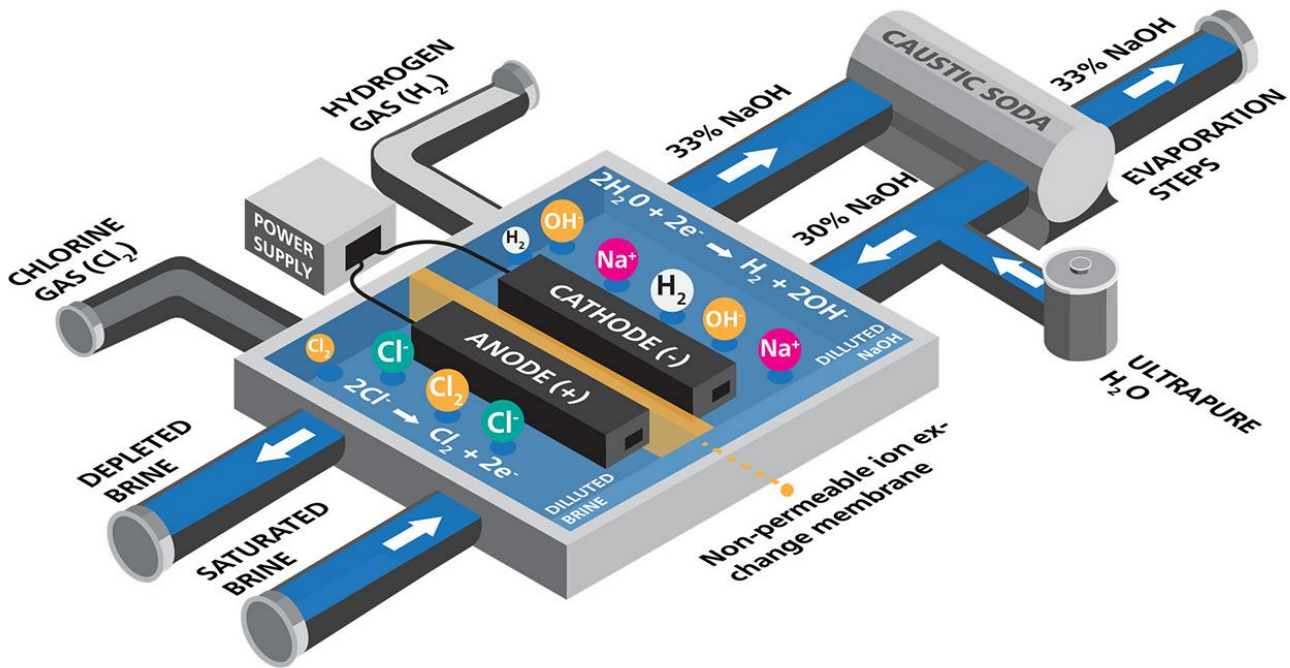 HYDROGEN
GAS (H₂)
CAUSTIC SODA
33% NaOH
33% NaOH
30% NaOH
EVAPORATION
STEPS
CHLORINE
GAS (Cl₂)
POWER
SUPPLY
2H₂O + 2e⁻ → H₂ + 2OH⁻
H₂
OH⁻
Na⁺
H₂
OH⁻
Na⁺
CATHODE (-)
DILLUTED
NaOH
ULTRAPURE
H₂O
ANODE (+)
Cl₂
Cl⁻
Cl₂
Cl⁻
2Cl⁻ → Cl₂ + 2e⁻
DILLUTED
BRINE
DEPLETED
BRINE
SATURATED
BRINE
Non-permeable ion ex-
change membrane